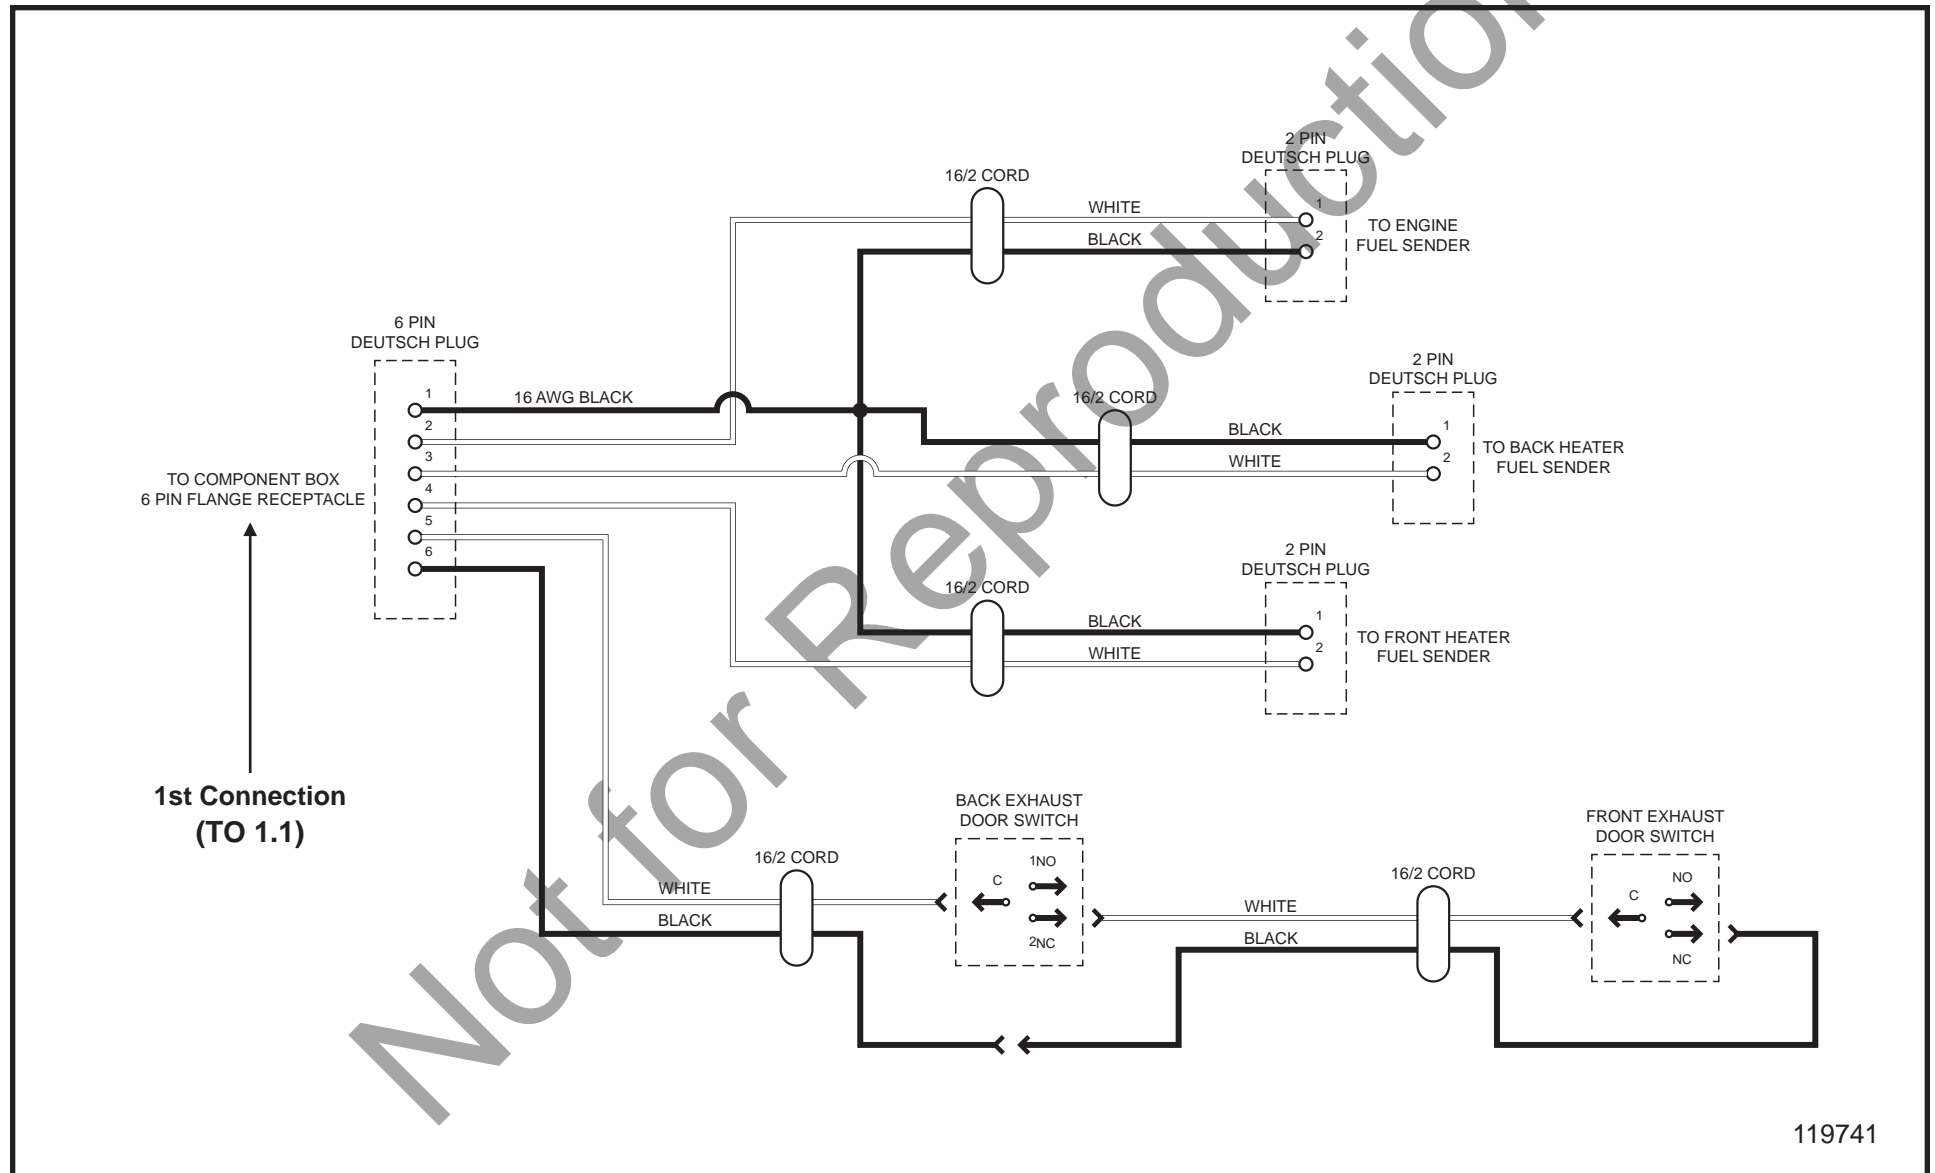 Not for Reproduction
2 PIN
DEUTSCH PLUG
16/2 CORD
WHITE
1
BLACK
2
TO ENGINE
FUEL SENDER
6 PIN
DEUTSCH PLUG
1
16 AWG BLACK
2
3
4
5
6
TO COMPONENT BOX
6 PIN FLANGE RECEPTACLE
2 PIN
DEUTSCH PLUG
16/2 CORD
BLACK
1
WHITE
2
TO BACK HEATER
FUEL SENDER
2 PIN
DEUTSCH PLUG
16/2 CORD
BLACK
1
WHITE
2
TO FRONT HEATER
FUEL SENDER
1st Connection
(TO 1.1)
BACK EXHAUST
DOOR SWITCH
16/2 CORD
WHITE
BLACK
C
1NO
2NC
FRONT EXHAUST
DOOR SWITCH
16/2 CORD
WHITE
BLACK
C
NO
NC
119741